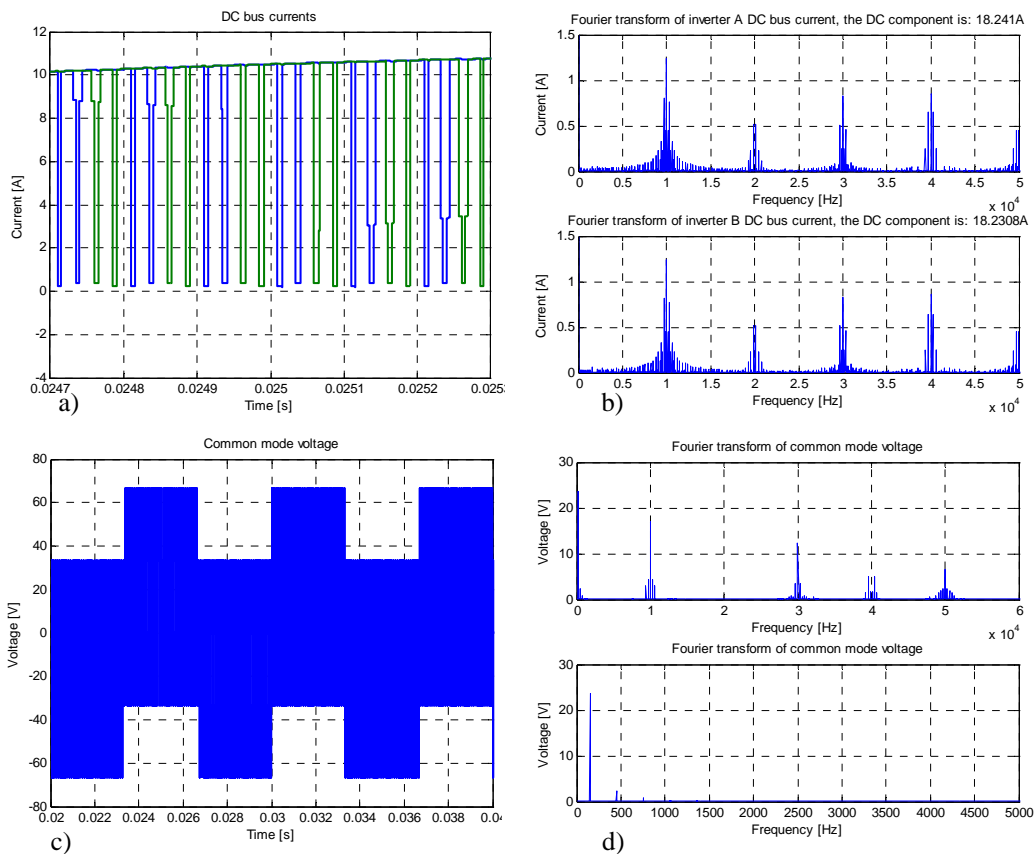 DC bus currents
12
10
8
6
4
2
0
-2
-4
Current [A]
0.0247 0.0248 0.0249 0.025 0.0251 0.0252 0.025
Time [s]
a)
Fourier transform of inverter A DC bus current, the DC component is: 18.241A
1.5
1
0.5
0
Current [A]
0 0.5 1 1.5 2 2.5 3 3.5 4 4.5 5
Frequency [Hz]
x 10⁴
Fourier transform of inverter B DC bus current, the DC component is: 18.2308A
1.5
1
0.5
0
Current [A]
0 0.5 1 1.5 2 2.5 3 3.5 4 4.5 5
Frequency [Hz]
x 10⁴
b)
Common mode voltage
80
60
40
20
0
-20
-40
-60
-80
Voltage [V]
0.02 0.022 0.024 0.026 0.028 0.03 0.032 0.034 0.036 0.038 0.04
Time [s]
c)
Fourier transform of common mode voltage
30
20
10
0
Voltage [V]
0 1 2 3 4 5 6
Frequency [Hz]
x 10⁴
Fourier transform of common mode voltage
30
20
10
0
Voltage [V]
0 500 1000 1500 2000 2500 3000 3500 4000 4500 5000
Frequency [Hz]
d)